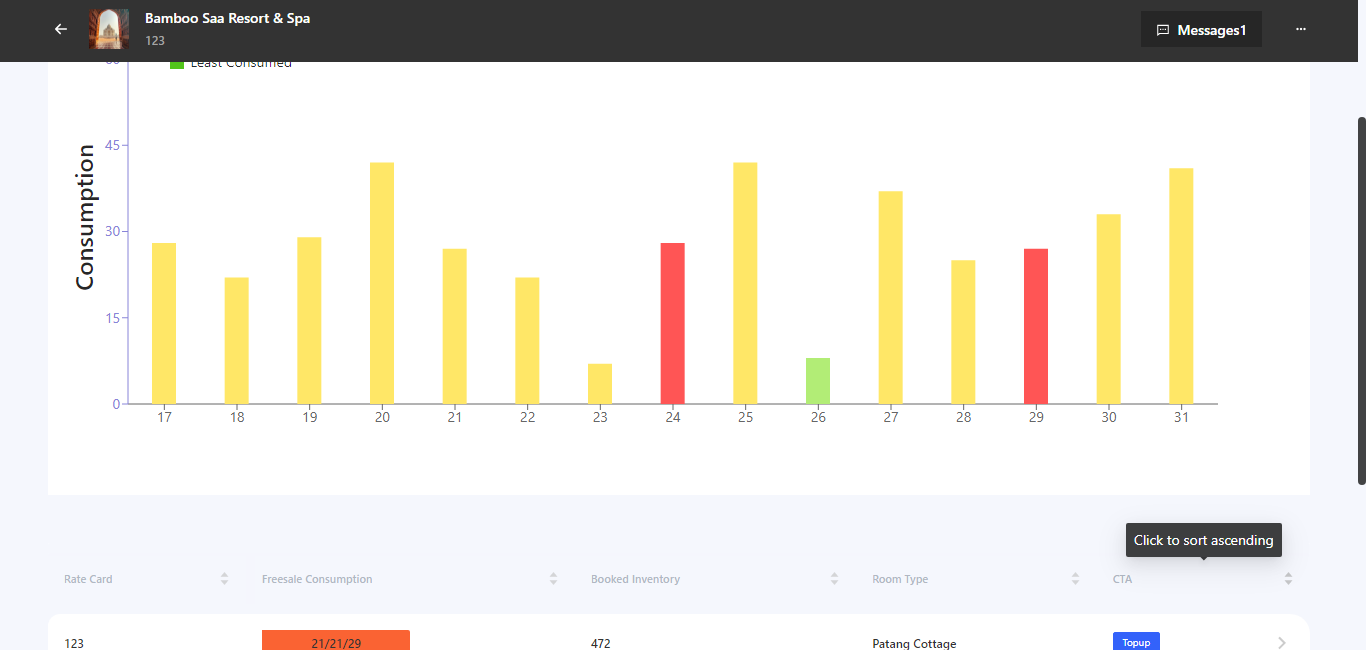 Bamboo Saa Resort & Spa
123
Messages1
Least Consumed
Consumption
45
30
15
0
17 18 19 20 21 22 23 24 25 26 27 28 29 30 31
Click to sort ascending
Rate Card Freesale Consumption Booked Inventory Room Type CTA
123 21/21/29 472 Patang Cottage Topup